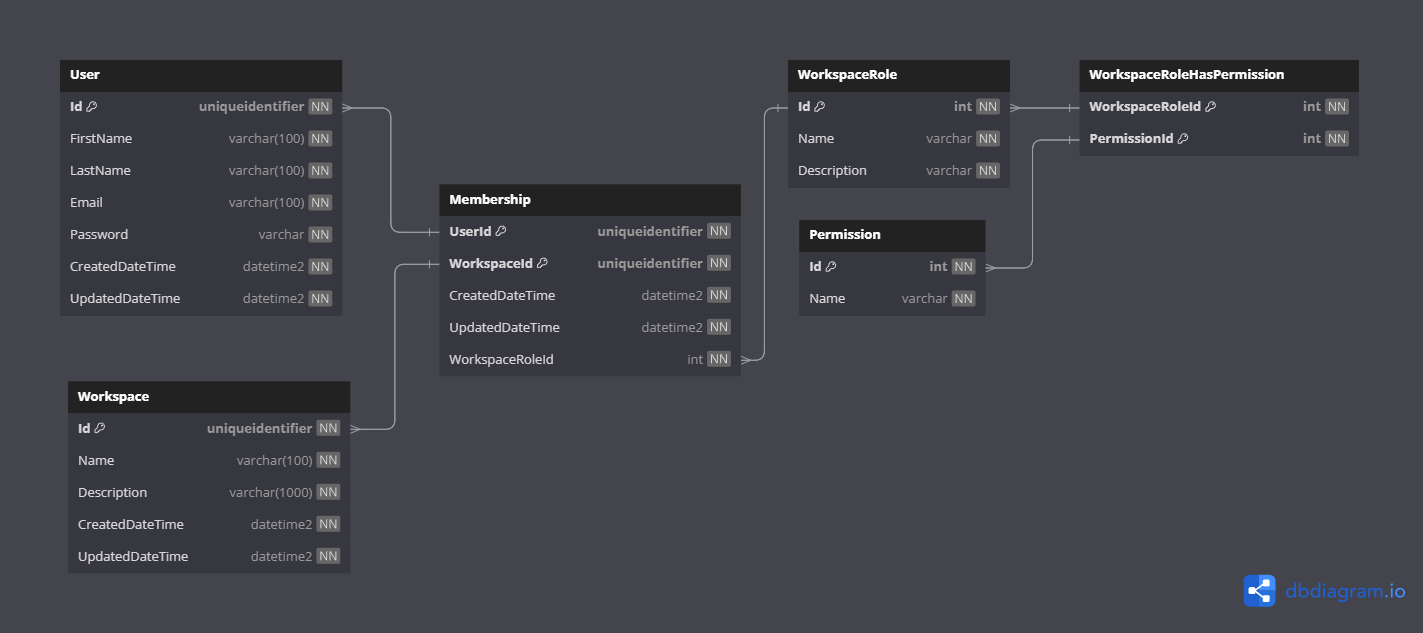 User
Id uniqueidentifier NN
FirstName varchar(100) NN
LastName varchar(100) NN
Email varchar(100) NN
Password varchar NN
CreatedDateTime datetime2 NN
UpdatedDateTime datetime2 NN
Workspace
Id uniqueidentifier NN
Name varchar(100) NN
Description varchar(1000) NN
CreatedDateTime datetime2 NN
UpdatedDateTime datetime2 NN
Membership
UserId uniqueidentifier NN
WorkspaceId uniqueidentifier NN
CreatedDateTime datetime2 NN
UpdatedDateTime datetime2 NN
WorkspaceRoleId int NN
WorkspaceRole
Id int NN
Name varchar NN
Description varchar NN
Permission
Id int NN
Name varchar NN
WorkspaceRoleHasPermission
WorkspaceRoleId int NN
PermissionId int NN
dbdiagram.io